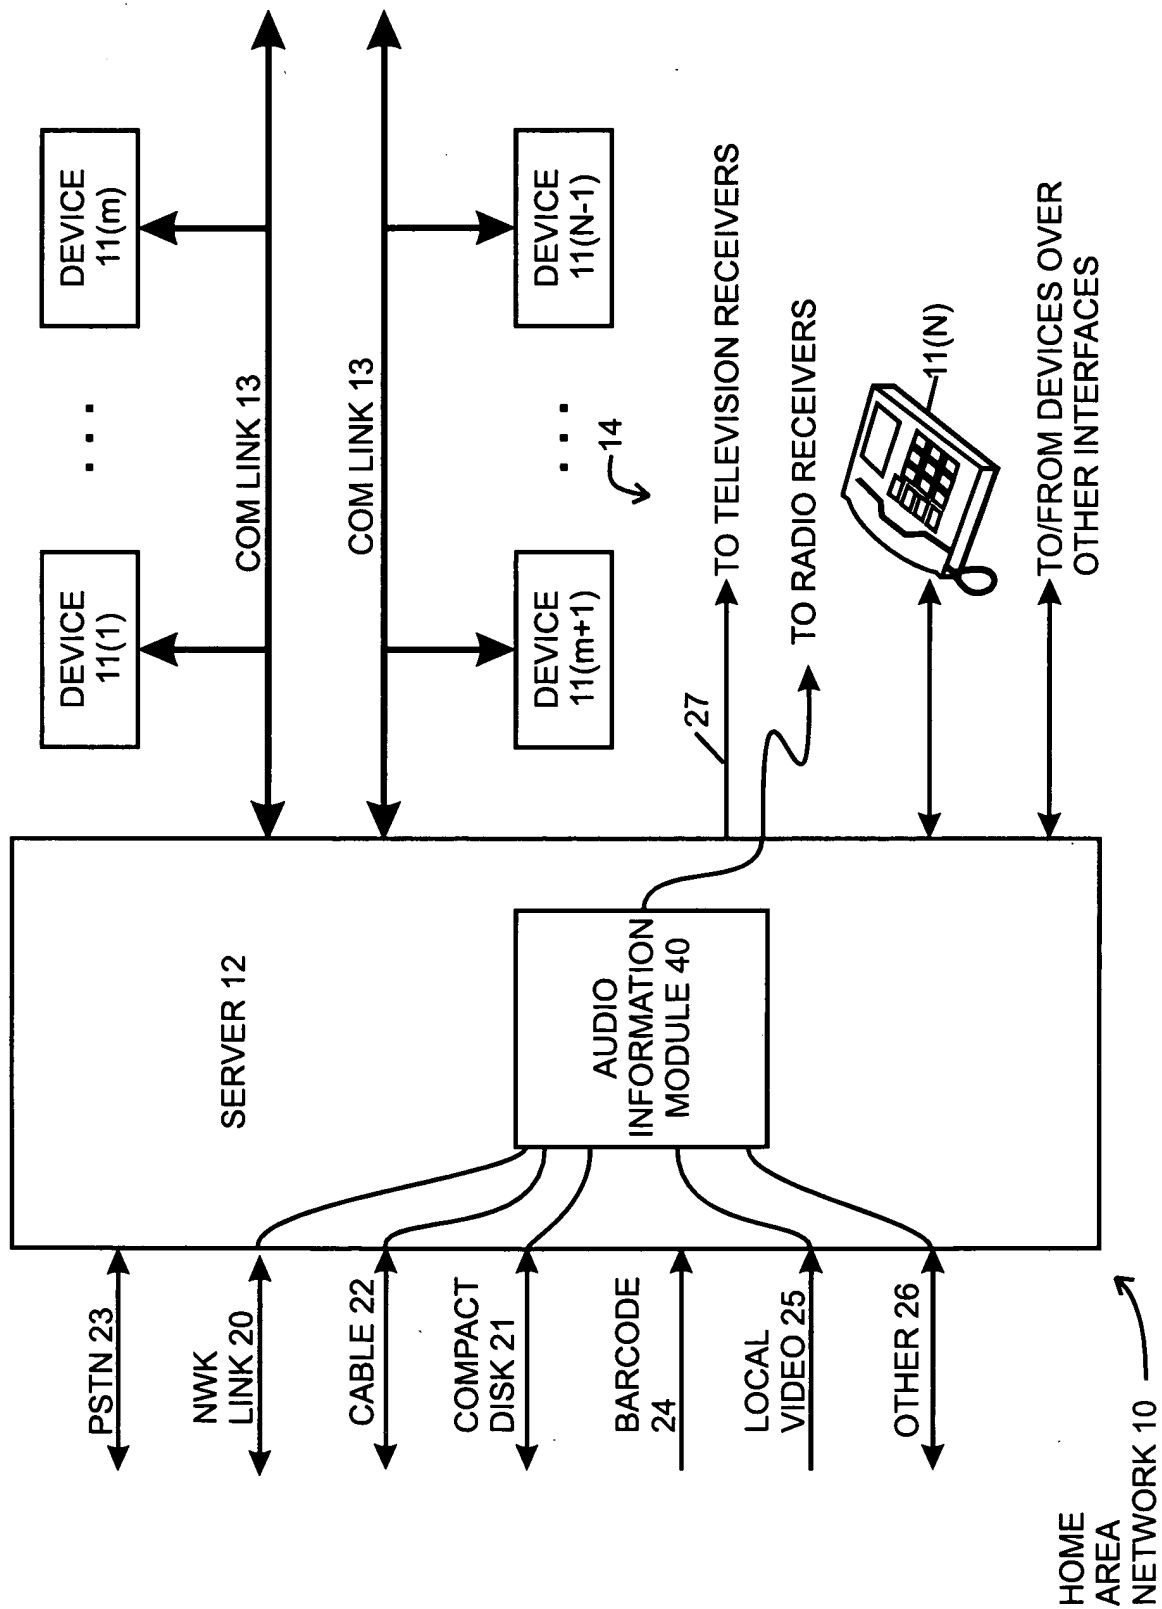 HOME
AREA
NETWORK 10
PSTN 23
NWK
LINK 20
CABLE 22
COMPACT
DISK 21
BARCODE
24
LOCAL
VIDEO 25
OTHER 26
SERVER 12
AUDIO
INFORMATION
MODULE 40
DEVICE
11(1)
. . .
DEVICE
11(m)
COM LINK 13
COM LINK 13
DEVICE
11(m+1)
. . .
DEVICE
11(N-1)
14
27
TO TELEVISION RECEIVERS
TO RADIO RECEIVERS
11(N)
TO/FROM DEVICES OVER
OTHER INTERFACES